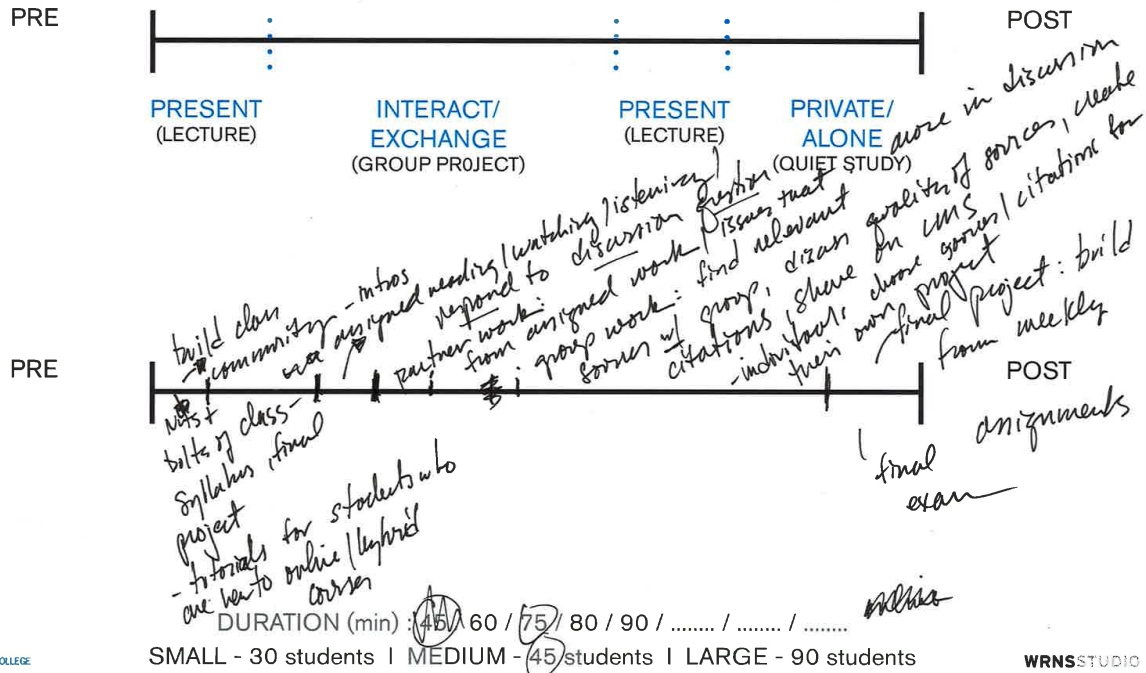 PRE
POST
PRESENT
(LECTURE)
INTERACT/
EXCHANGE
(GROUP PROJECT)
PRESENT
(LECTURE)
PRIVATE/
ALONE
(QUIET STUDY)
PRE
POST
build class
community - intros
assigned reading / watching / listening /
respond to discussion question
partner work:
from assigned work / issues that
arose in discussion
group work: find relevant
sources w/ group, discuss quality of sources, create
citations, share on LMS
- individuals choose sources / citations for
their own project
final project: build
from weekly
assignments
final
exam
nuts +
bolts of class -
syllabus, final
project
- tutorials for students who
are new to online / hybrid
courses
DURATION (min) : 45 / 60 / 75 / 80 / 90 / ........ / ........ / ........
SMALL - 30 students I MEDIUM - 45 students I LARGE - 90 students
OLLEGE
WRNSSTUDIO